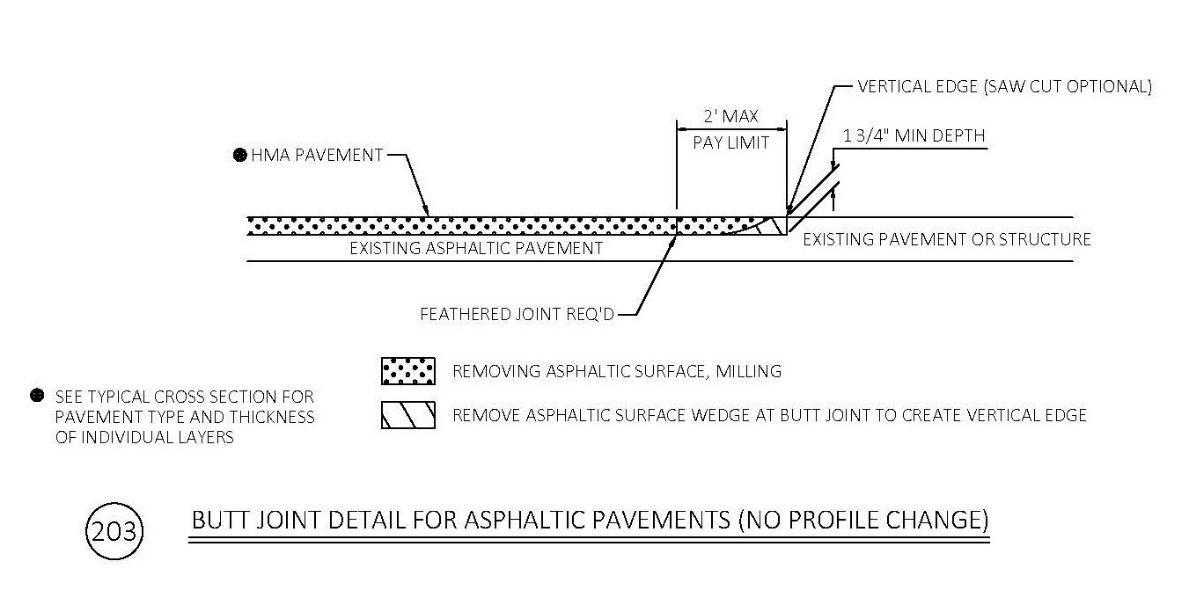 VERTICAL EDGE (SAW CUT OPTIONAL)
2' MAX
PAY LIMIT
1 3/4" MIN DEPTH
HMA PAVEMENT
EXISTING ASPHALTIC PAVEMENT
EXISTING PAVEMENT OR STRUCTURE
FEATHERED JOINT REQ'D
REMOVING ASPHALTIC SURFACE, MILLING
REMOVE ASPHALTIC SURFACE WEDGE AT BUTT JOINT TO CREATE VERTICAL EDGE
SEE TYPICAL CROSS SECTION FOR
PAVEMENT TYPE AND THICKNESS
OF INDIVIDUAL LAYERS
203
BUTT JOINT DETAIL FOR ASPHALTIC PAVEMENTS (NO PROFILE CHANGE)